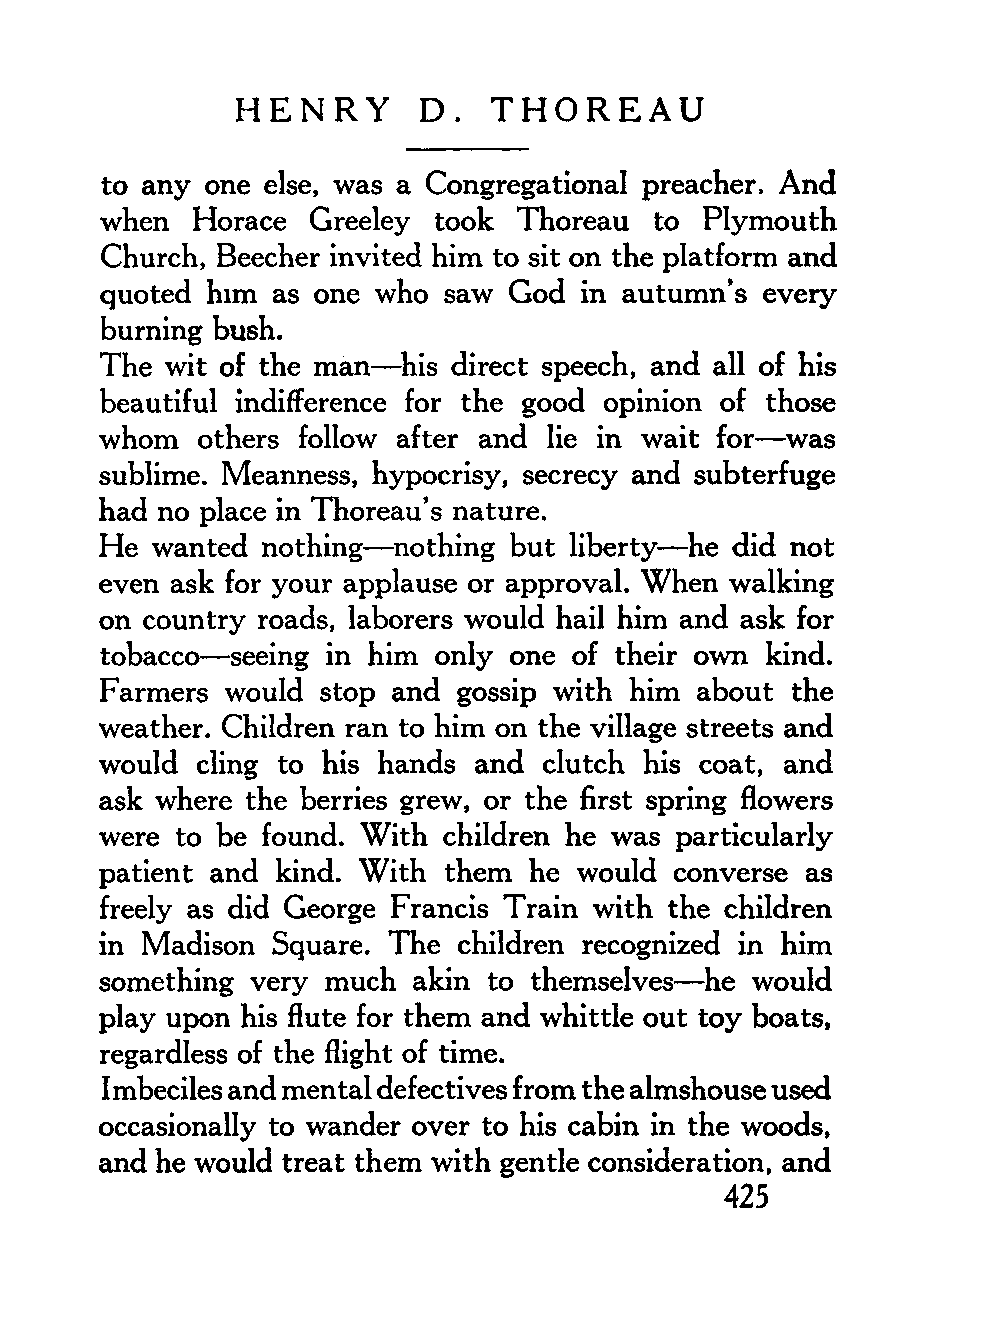 HENRY D. THOREAU
to any one else, was a Congregational preacher. And
when Horace Greeley took Thoreau to Plymouth
Church, Beecher invited him to sit on the platform and
quoted him as one who saw God in autumn's every
burning bush.
The wit of the man—his direct speech, and all of his
beautiful indifference for the good opinion of those
whom others follow after and lie in wait for—was
sublime. Meanness, hypocrisy, secrecy and subterfuge
had no place in Thoreau's nature.
He wanted nothing—nothing but liberty—he did not
even ask for your applause or approval. When walking
on country roads, laborers would hail him and ask for
tobacco—seeing in him only one of their own kind.
Farmers would stop and gossip with him about the
weather. Children ran to him on the village streets and
would cling to his hands and clutch his coat, and
ask where the berries grew, or the first spring flowers
were to be found. With children he was particularly
patient and kind. With them he would converse as
freely as did George Francis Train with the children
in Madison Square. The children recognized in him
something very much akin to themselves—he would
play upon his flute for them and whittle out toy boats,
regardless of the flight of time.
Imbeciles and mental defectives from the almshouse used
occasionally to wander over to his cabin in the woods,
and he would treat them with gentle consideration, and
425